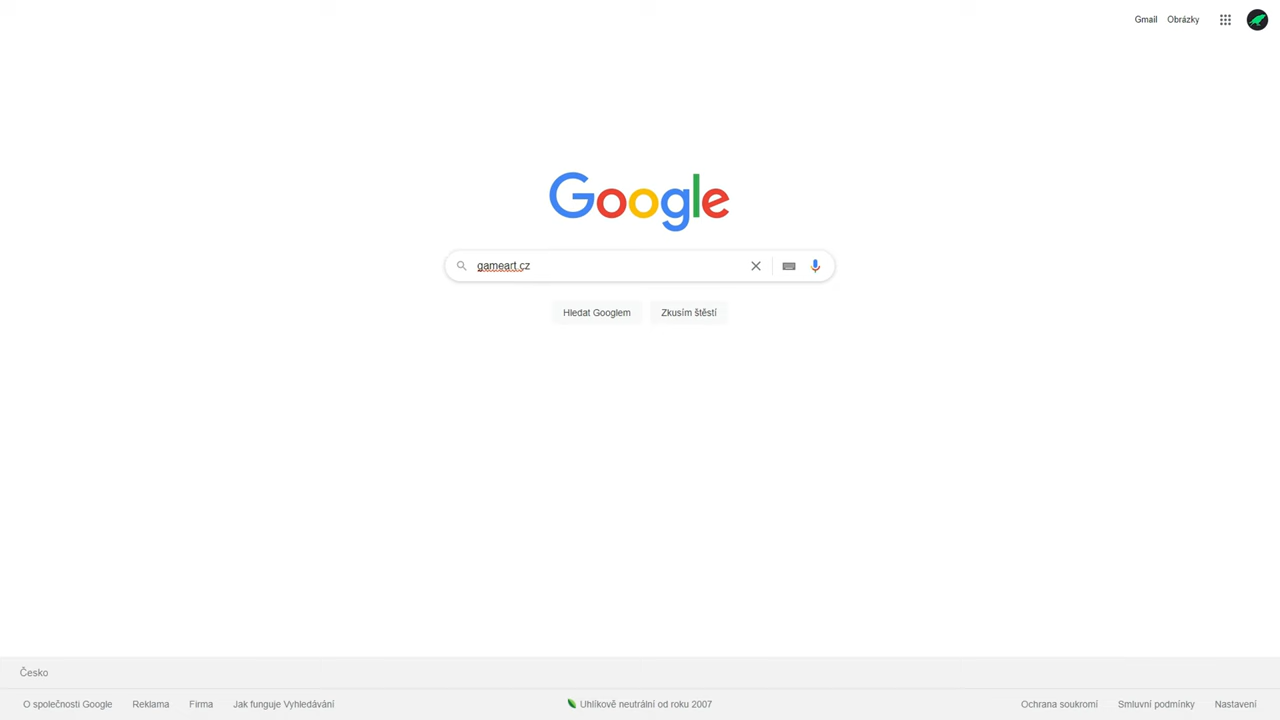 Gmail Obrázky
Google
gameart.cz
Hledat Googlem Zkusím štěstí
Česko
O společnosti Google Reklama Firma Jak funguje Vyhledávání Uhlíkově neutrální od roku 2007 Ochrana soukromí Smluvní podmínky Nastavení